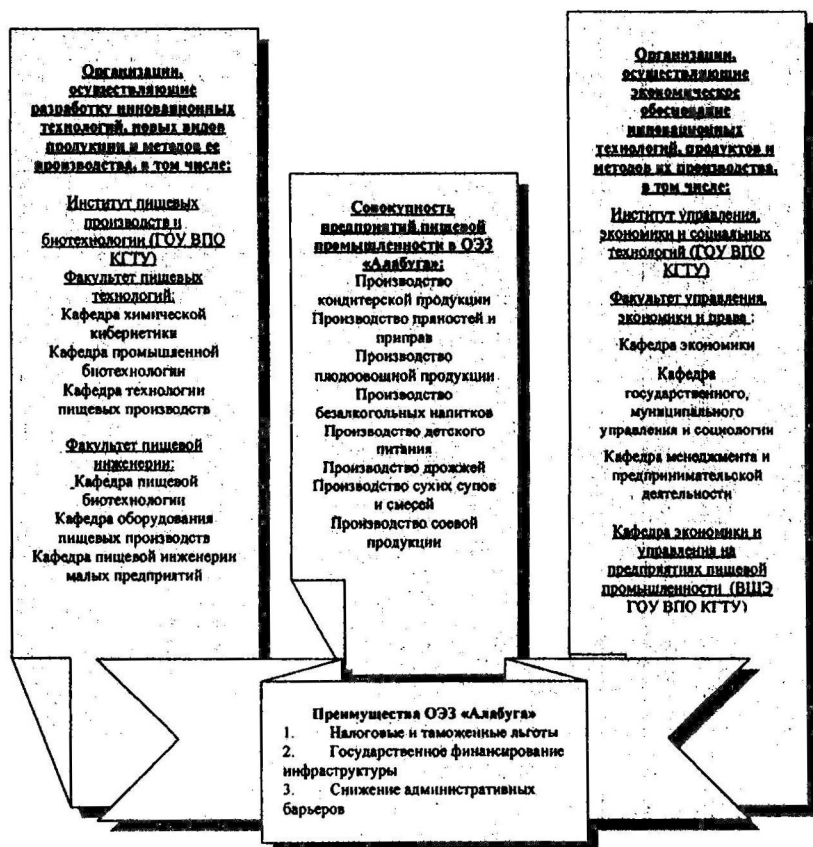 Организации,
осуществляющие
разработку инновационных
технологий, новых видов
продукции и методов ее
производства, в том числе:
Институт пищевых
производств и
биотехнологии (ГОУ ВПО
КГТУ)
Факультет пищевых
технологий:
Кафедра химической
кибернетики
Кафедра промышленной
биотехнологии
Кафедра технологии
пищевых производств
Факультет пищевой
инженерии:
Кафедра пищевой
биотехнологии
Кафедра оборудования
пищевых производств
Кафедра пищевой инженерии
малых предприятий
Совокупность
предприятий пищевой
промышленности в ОЭЗ
«Алабуга»:
Производство
кондитерской продукции
Производство пряностей и
приправ
Производство
плодоовощной продукции
Производство
безалкогольных напитков
Производство детского
питания
Производство дрожжей
Производство сухих супов
и смесей
Производство соевой
продукции
Организации,
осуществляющие
экономическое
обоснование
инновационных
технологий, продуктов и
методов их производства,
в том числе:
Институт управления,
экономики и социальных
технологий (ГОУ ВПО
КГТУ)
Факультет управления,
экономики и права :
Кафедра экономики
Кафедра
государственного,
муниципального
управления и социологии
Кафедра менеджмента и
предпринимательской
деятельности
Кафедра экономики и
управления на
предприятиях пищевой
промышленности (ВШЭ
ГОУ ВПО КГТУ)
Преимущества ОЭЗ «Алабуга»
1. Налоговые и таможенные льготы
2. Государственное финансирование
инфраструктуры
3. Снижение административных
барьеров